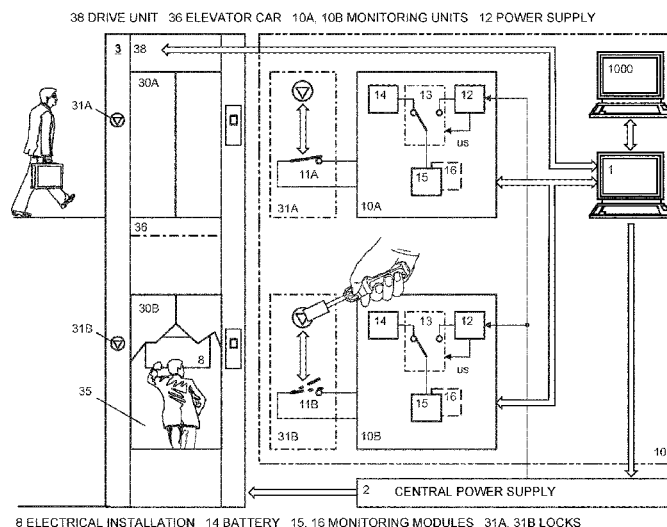 38 DRIVE UNIT 36 ELEVATOR CAR 10A, 10B MONITORING UNITS 12 POWER SUPPLY
3 38
30A
31A
14 13 12
US
15 16
11A
31A 10A
1000
1
36
30B
31B
8
35
14 13 12
US
15 16
11B
31B 10B
10
2 CENTRAL POWER SUPPLY
8 ELECTRICAL INSTALLATION 14 BATTERY 15, 16 MONITORING MODULES 31A, 31B LOCKS